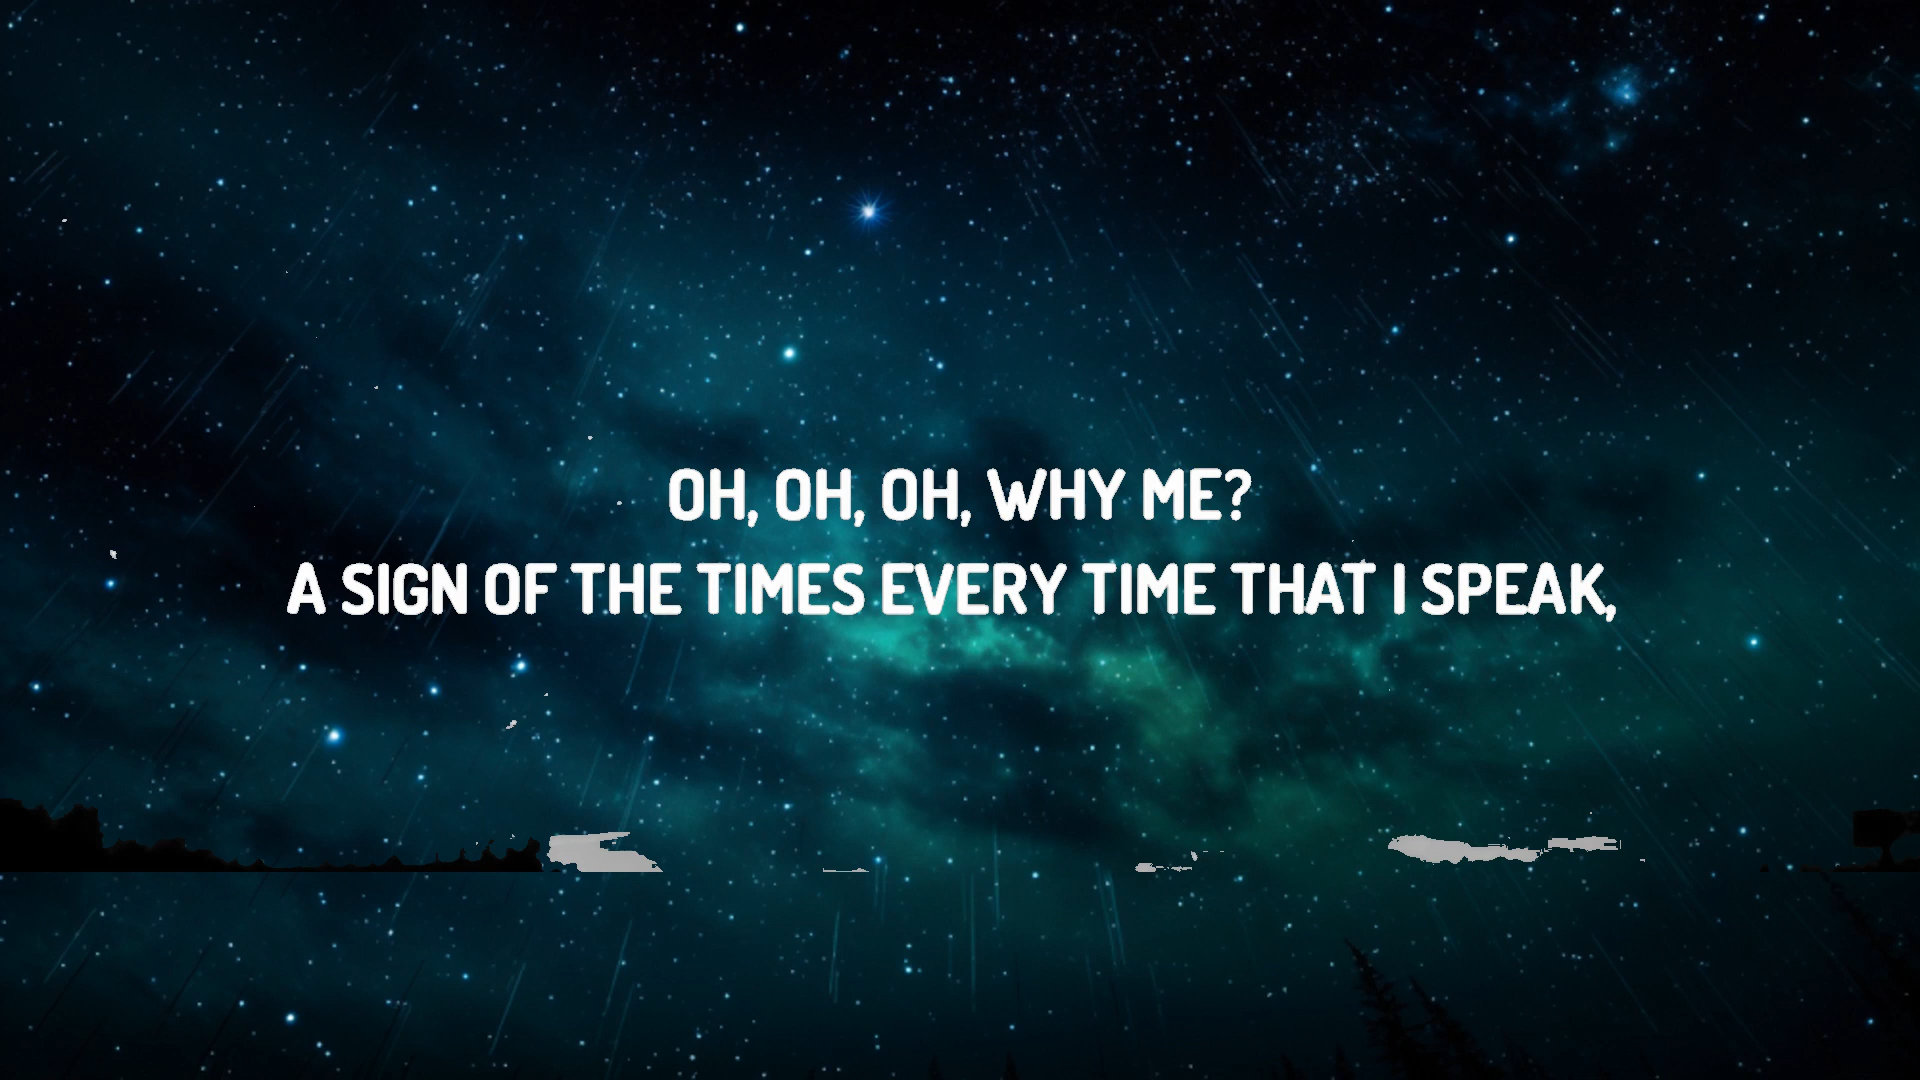 OH, OH, OH, WHY ME?
A SIGN OF THE TIMES EVERY TIME THAT I SPEAK,